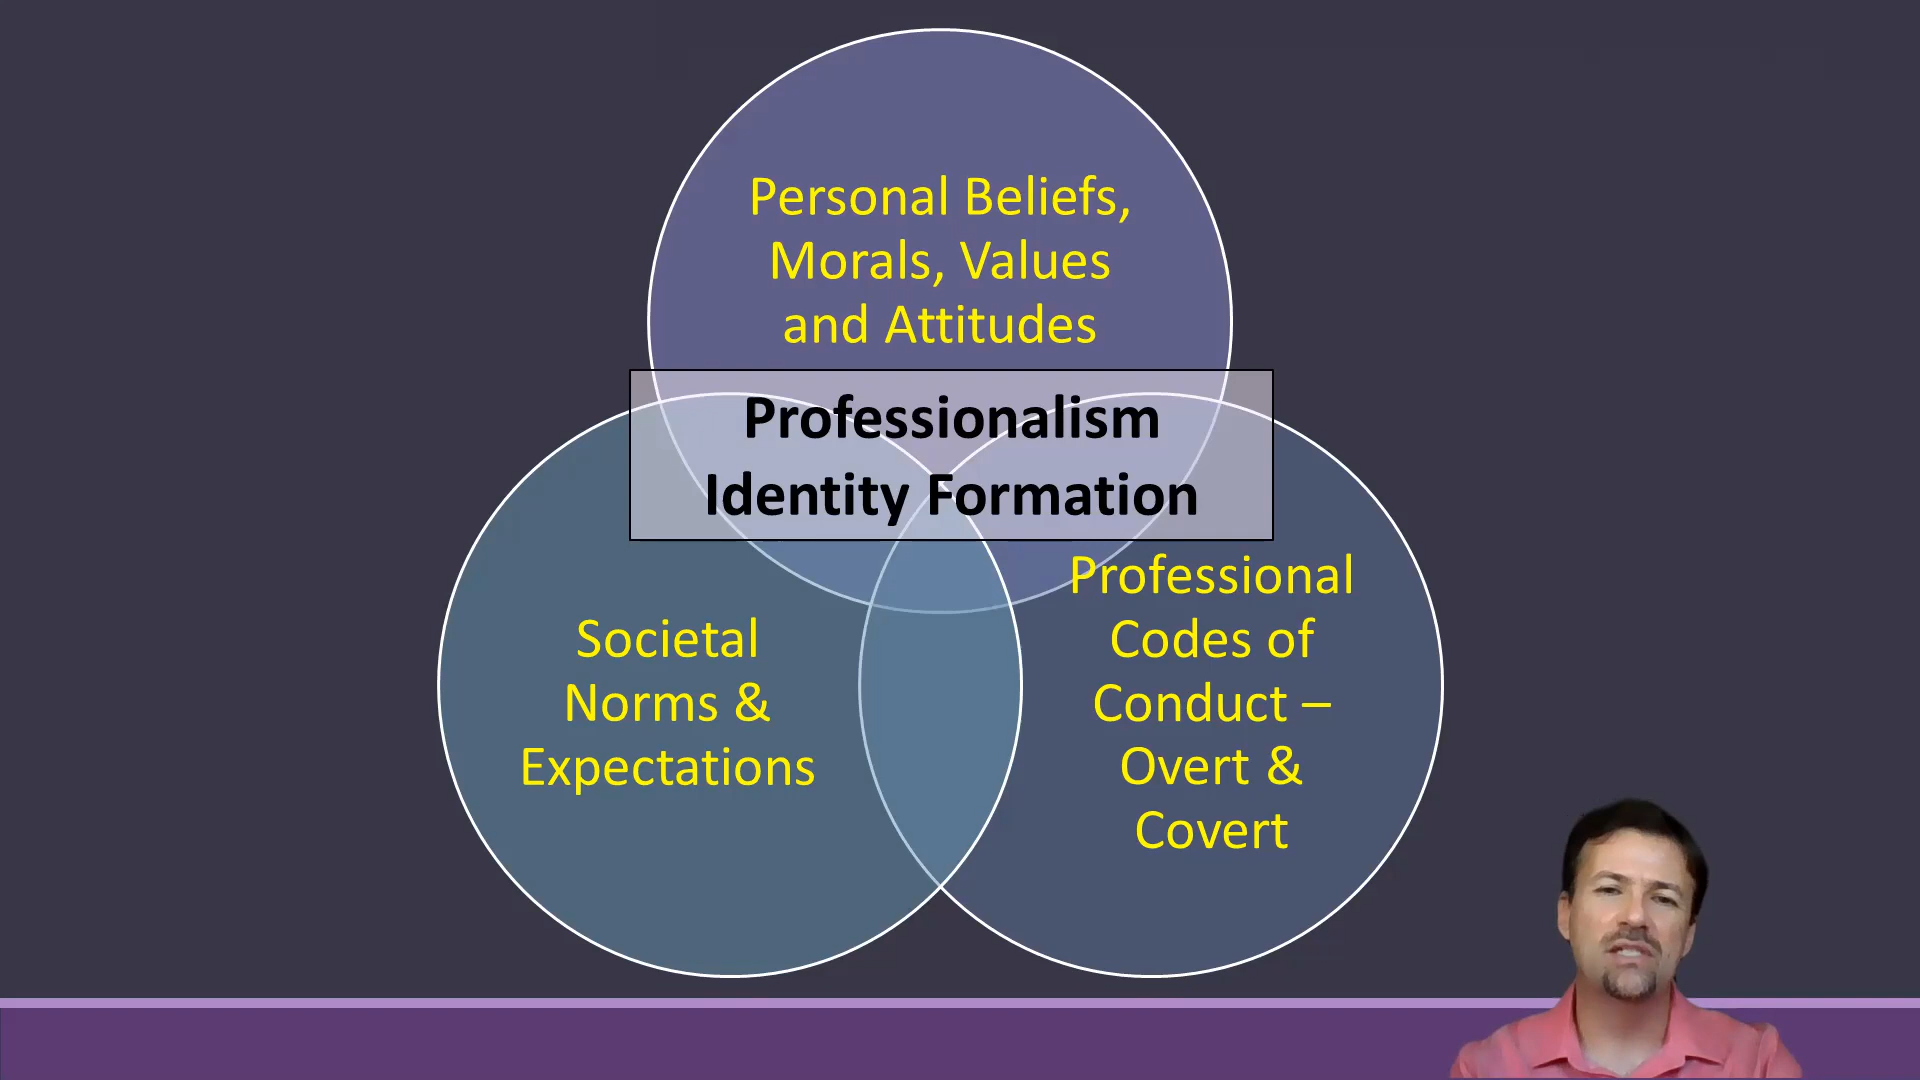 Personal Beliefs,
Morals, Values
and Attitudes
Professionalism
Identity Formation
Societal
Norms &
Expectations
Professional
Codes of
Conduct –
Overt &
Covert